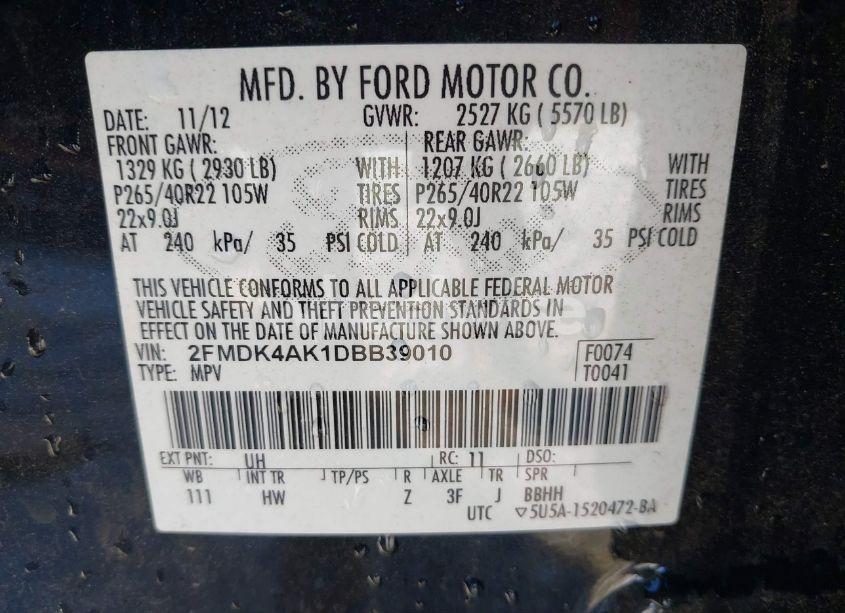 MFD. BY FORD MOTOR CO.
DATE: 11/12 GVWR: 2527 KG ( 5570 LB)
FRONT GAWR: REAR GAWR:
1329 KG ( 2930 LB) WITH 1207 KG ( 2660 LB) WITH
P265/40R22 105W TIRES P265/40R22 105W TIRES
22x9.0J RIMS 22x9.0J RIMS
AT 240 kPa/ 35 PSI COLD AT 240 kPa/ 35 PSI COLD
THIS VEHICLE CONFORMS TO ALL APPLICABLE FEDERAL MOTOR
VEHICLE SAFETY AND THEFT PREVENTION STANDARDS IN
EFFECT ON THE DATE OF MANUFACTURE SHOWN ABOVE.
VIN: 2FMDK4AK1DBB39010 F0074
TYPE: MPV T0041
EXT PNT: UH RC: 11 DSO:
WB INT TR TP/PS R AXLE TR SPR
111 HW Z 3F J BBHH
UTC ▽5U5A-1520472-BA